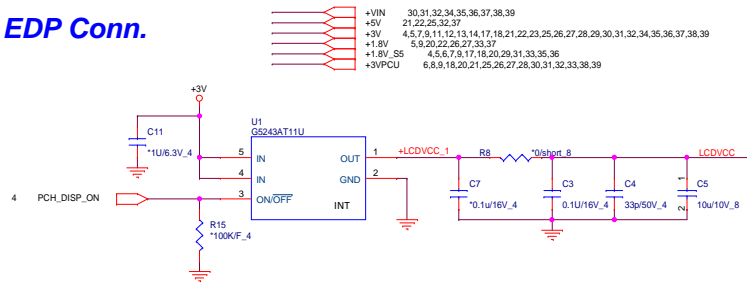 EDP Conn.
+VIN 30,31,32,34,35,36,37,38,39
+5V 21,22,25,32,37
+3V 4,5,7,9,11,12,13,14,17,18,21,22,23,25,26,27,28,29,30,31,32,34,35,36,37,38,39
+1.8V 5,9,20,22,26,27,33,37
+1.8V_S5 4,5,6,7,9,17,18,20,29,31,33,35,36
+3VPCU 6,8,9,18,20,21,25,26,27,28,30,31,32,33,38,39
+3V
C11
*1U/6.3V_4
U1
G5243AT11U
5 IN
4 IN
3 ON/OFF
OUT 1
GND 2
INT
+LCDVCC_1
R8 *0/short_8
LCDVCC
4 PCH_DISP_ON
R15
*100K/F_4
C7
*0.1u/16V_4
C3
0.1U/16V_4
C4
33p/50V_4
1
C5
2
10u/10V_8